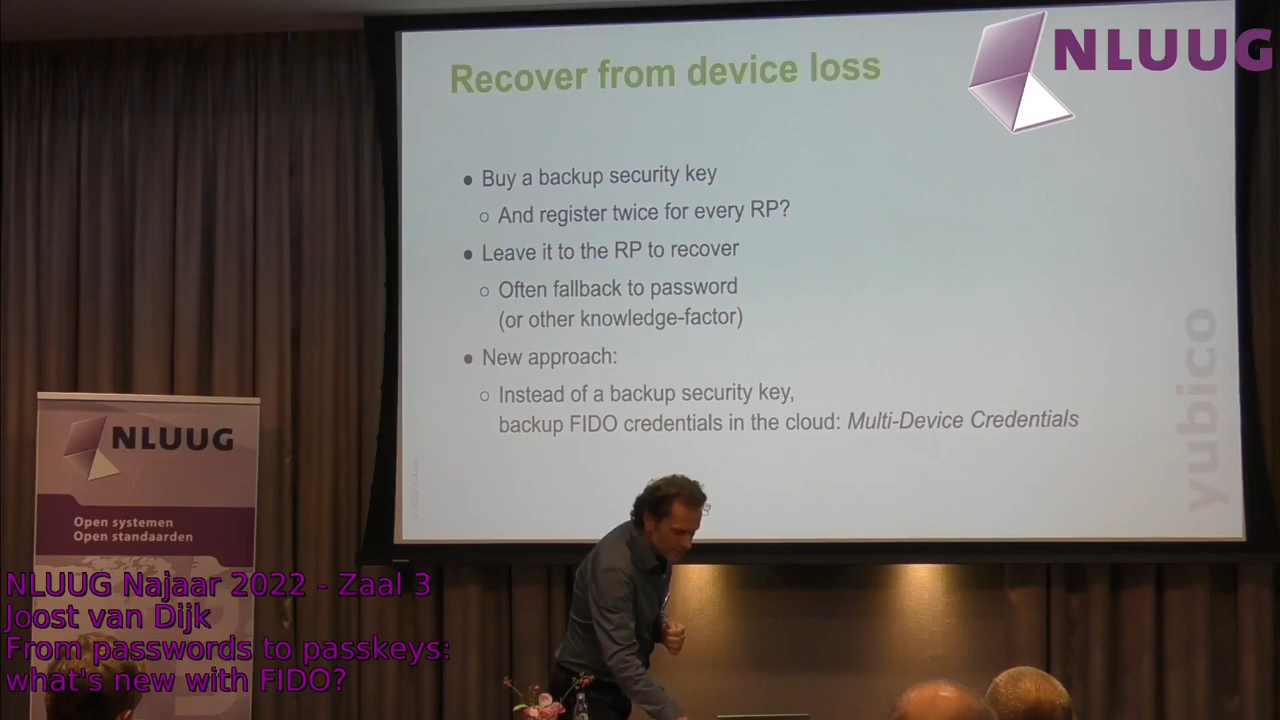 NLUUG
Recover from device loss
● Buy a backup security key
○ And register twice for every RP?
● Leave it to the RP to recover
○ Often fallback to password
(or other knowledge-factor)
● New approach:
○ Instead of a backup security key,
backup FIDO credentials in the cloud: Multi-Device Credentials
yubico
NLUUG
Open systemen
Open standaarden
NLUUG Najaar 2022 - Zaal 3
Joost van Dijk
From passwords to passkeys:
what's new with FIDO?